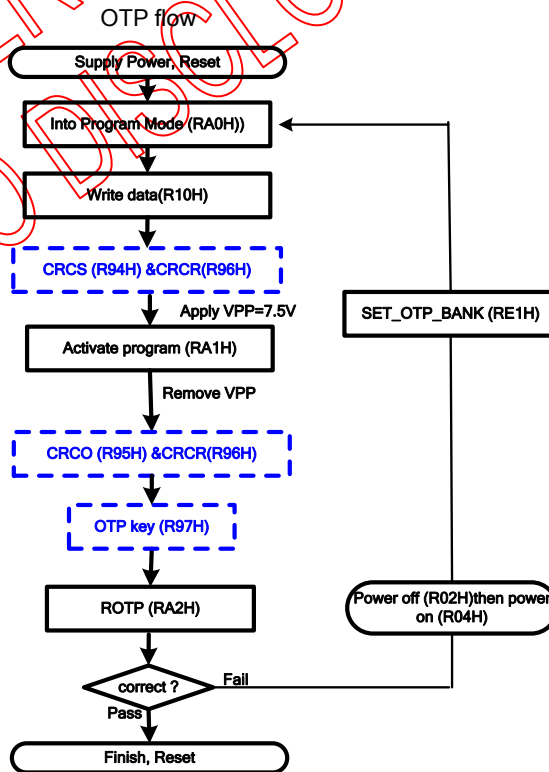 OTP flow
Supply Power, Reset
Into Program Mode (RA0H))
Write data(R10H)
CRCS (R94H) &CRCR(R96H)
Apply VPP=7.5V
SET_OTP_BANK (RE1H)
Activate program (RA1H)
Remove VPP
CRCO (R95H) &CRCR(R96H)
OTP key (R97H)
ROTP (RA2H)
Power off (R02H)then power
on (R04H)
correct ?
Fail
Pass
Finish, Reset